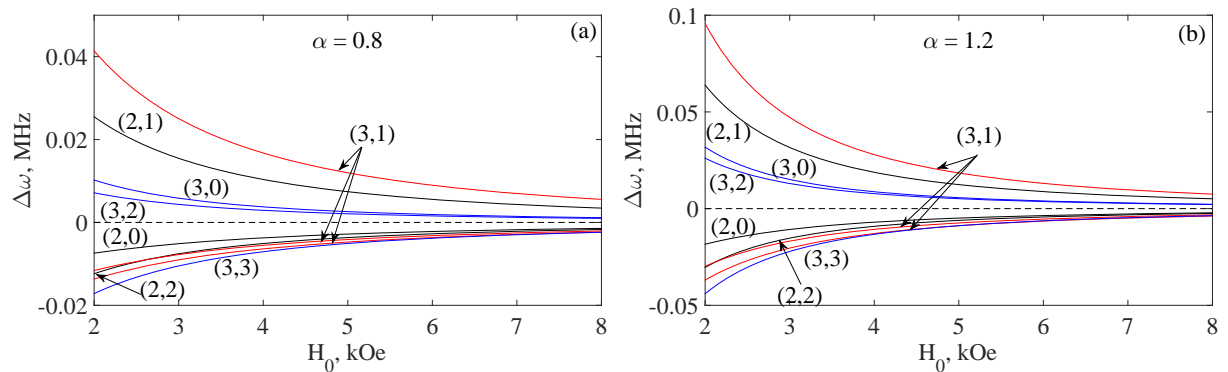 (a)
α = 0.8
0.04
0.02
0
-0.02
Δω, MHz
(2,1)
(3,1)
(3,0)
(3,2)
(2,0)
(3,3)
(2,2)
2 3 4 5 6 7 8
H₀, kOe
(b)
α = 1.2
0.1
0.05
0
-0.05
Δω, MHz
(2,1)
(3,1)
(3,0)
(3,2)
(2,0)
(3,3)
(2,2)
2 3 4 5 6 7 8
H₀, kOe